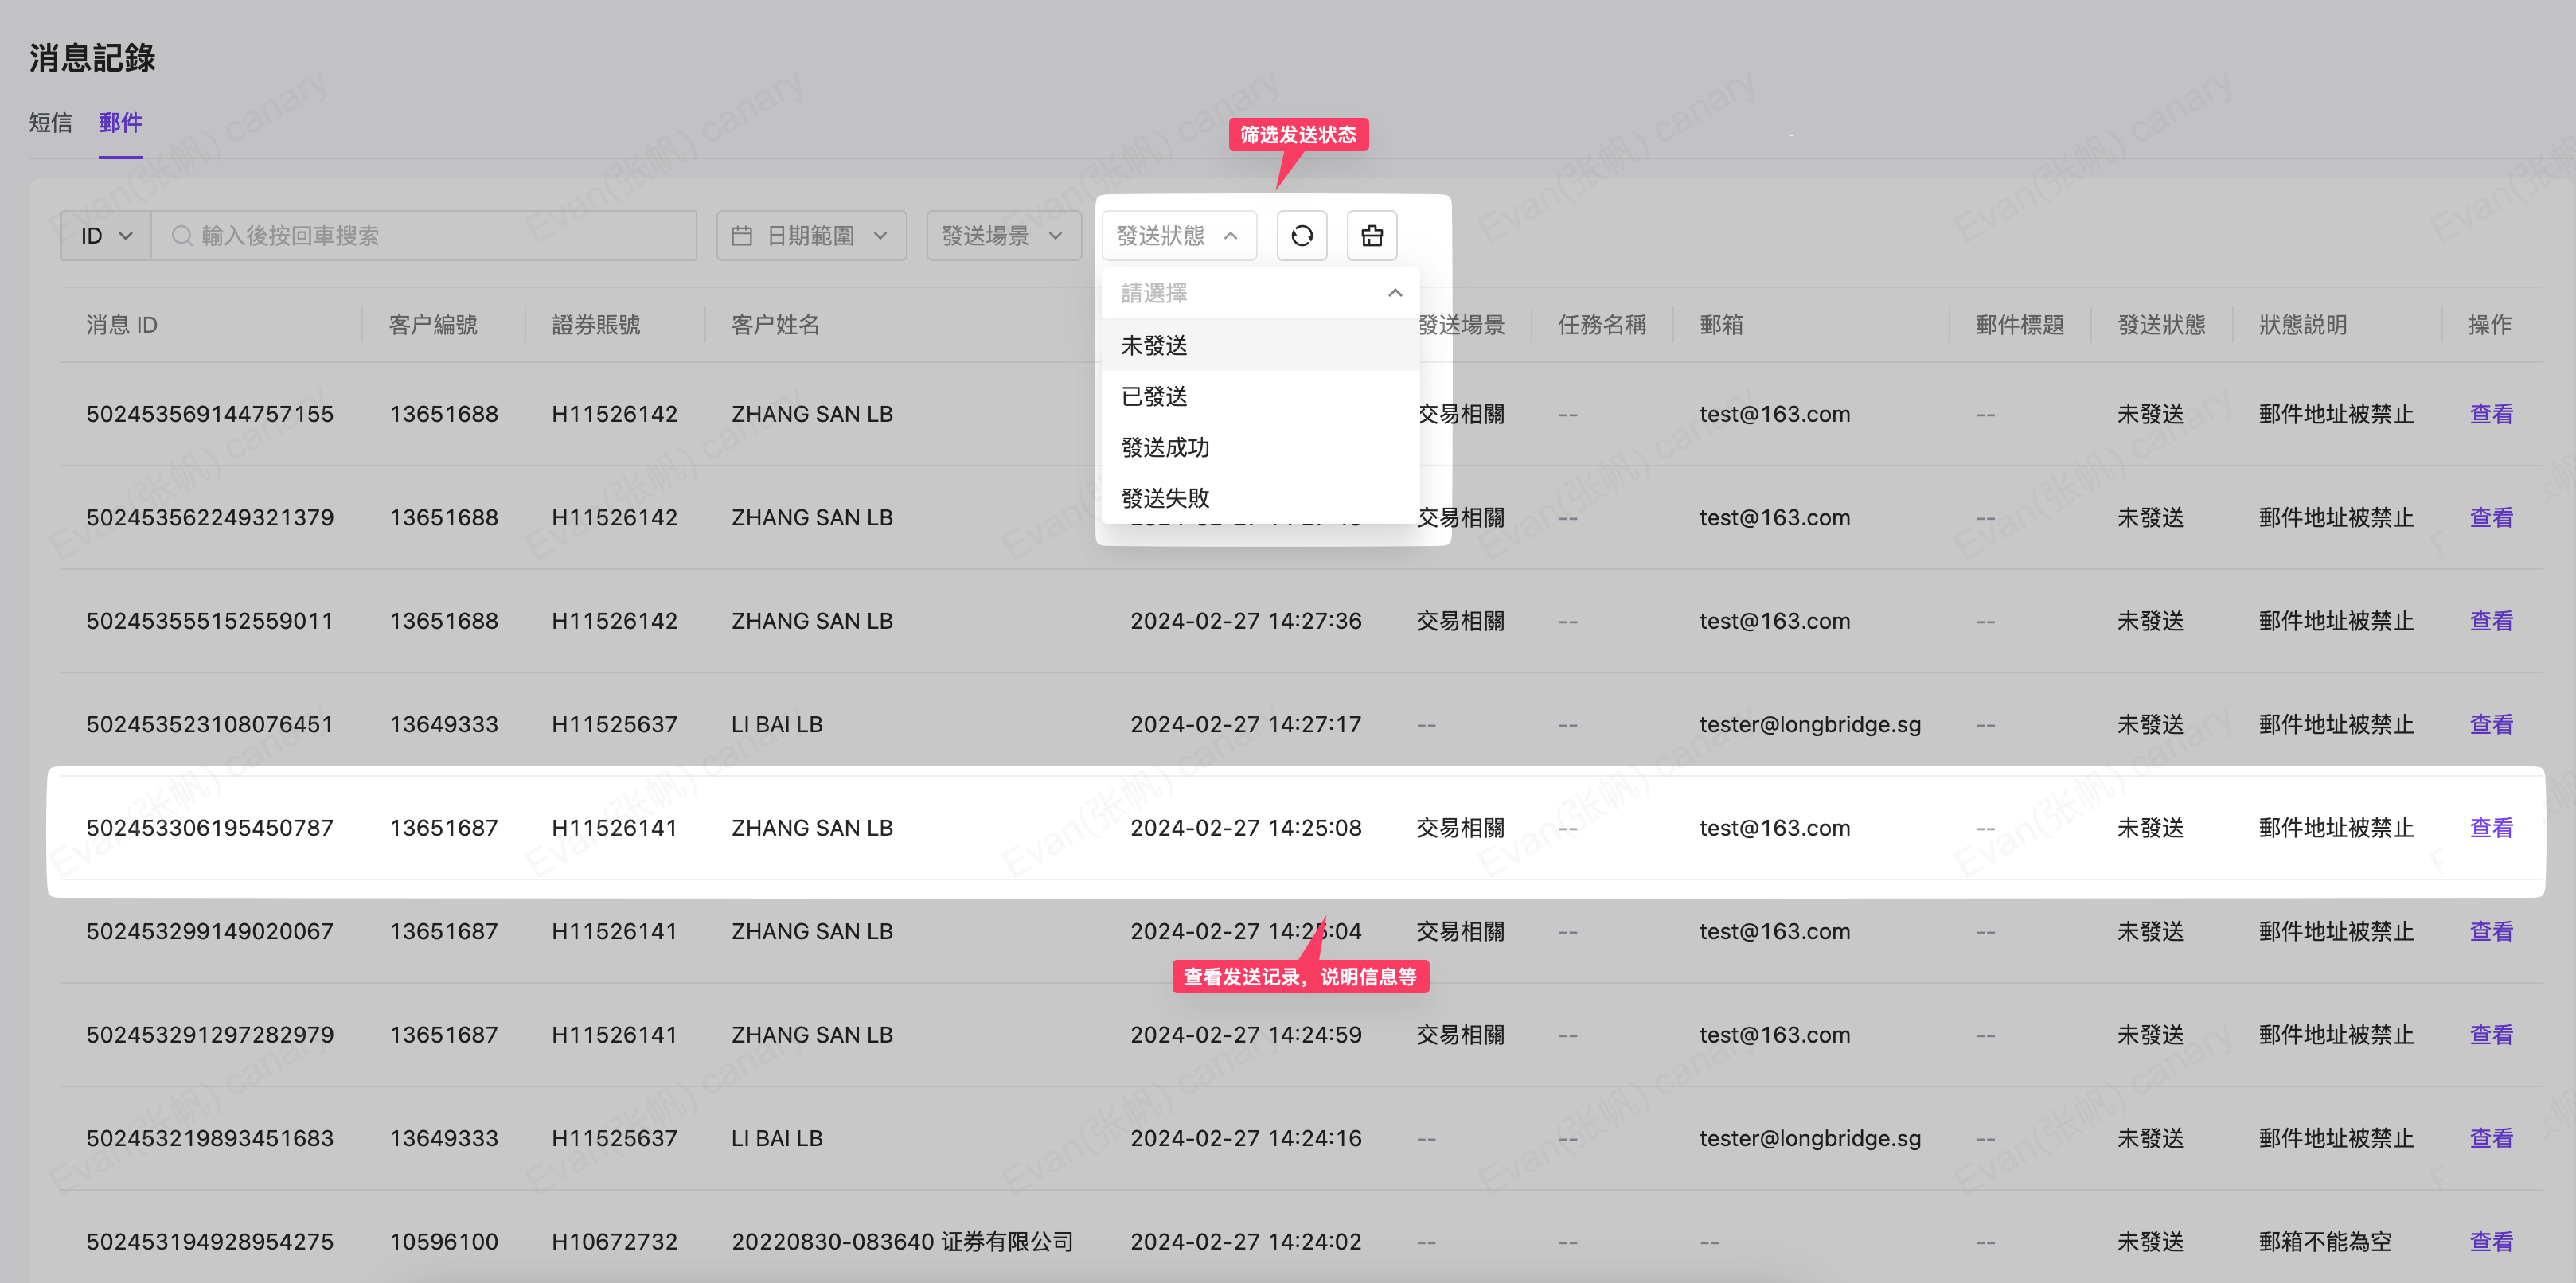 消息記錄
短信 郵件
筛选发送状态
ID 輸入後按回車搜索 日期範圍 發送場景 發送狀態
請選擇
未發送
已發送
發送成功
發送失敗
消息 ID 客户編號 證券賬號 客户姓名 發送場景 任務名稱 郵箱 郵件標題 發送狀態 狀態説明 操作
502453569144757155 13651688 H11526142 ZHANG SAN LB 交易相關 -- test@163.com -- 未發送 郵件地址被禁止 查看
502453562249321379 13651688 H11526142 ZHANG SAN LB 交易相關 -- test@163.com -- 未發送 郵件地址被禁止 查看
502453555152559011 13651688 H11526142 ZHANG SAN LB 2024-02-27 14:27:36 交易相關 -- test@163.com -- 未發送 郵件地址被禁止 查看
502453523108076451 13649333 H11525637 LI BAI LB 2024-02-27 14:27:17 -- -- tester@longbridge.sg -- 未發送 郵件地址被禁止 查看
502453306195450787 13651687 H11526141 ZHANG SAN LB 2024-02-27 14:25:08 交易相關 -- test@163.com -- 未發送 郵件地址被禁止 查看
502453299149020067 13651687 H11526141 ZHANG SAN LB 2024-02-27 14:25:04 交易相關 -- test@163.com -- 未發送 郵件地址被禁止 查看
查看发送记录，说明信息等
502453291297282979 13651687 H11526141 ZHANG SAN LB 2024-02-27 14:24:59 交易相關 -- test@163.com -- 未發送 郵件地址被禁止 查看
502453219893451683 13649333 H11525637 LI BAI LB 2024-02-27 14:24:16 -- -- tester@longbridge.sg -- 未發送 郵件地址被禁止 查看
502453194928954275 10596100 H10672732 20220830-083640 证券有限公司 2024-02-27 14:24:02 -- -- -- -- 未發送 郵箱不能為空 查看
Evan(张帆) canary